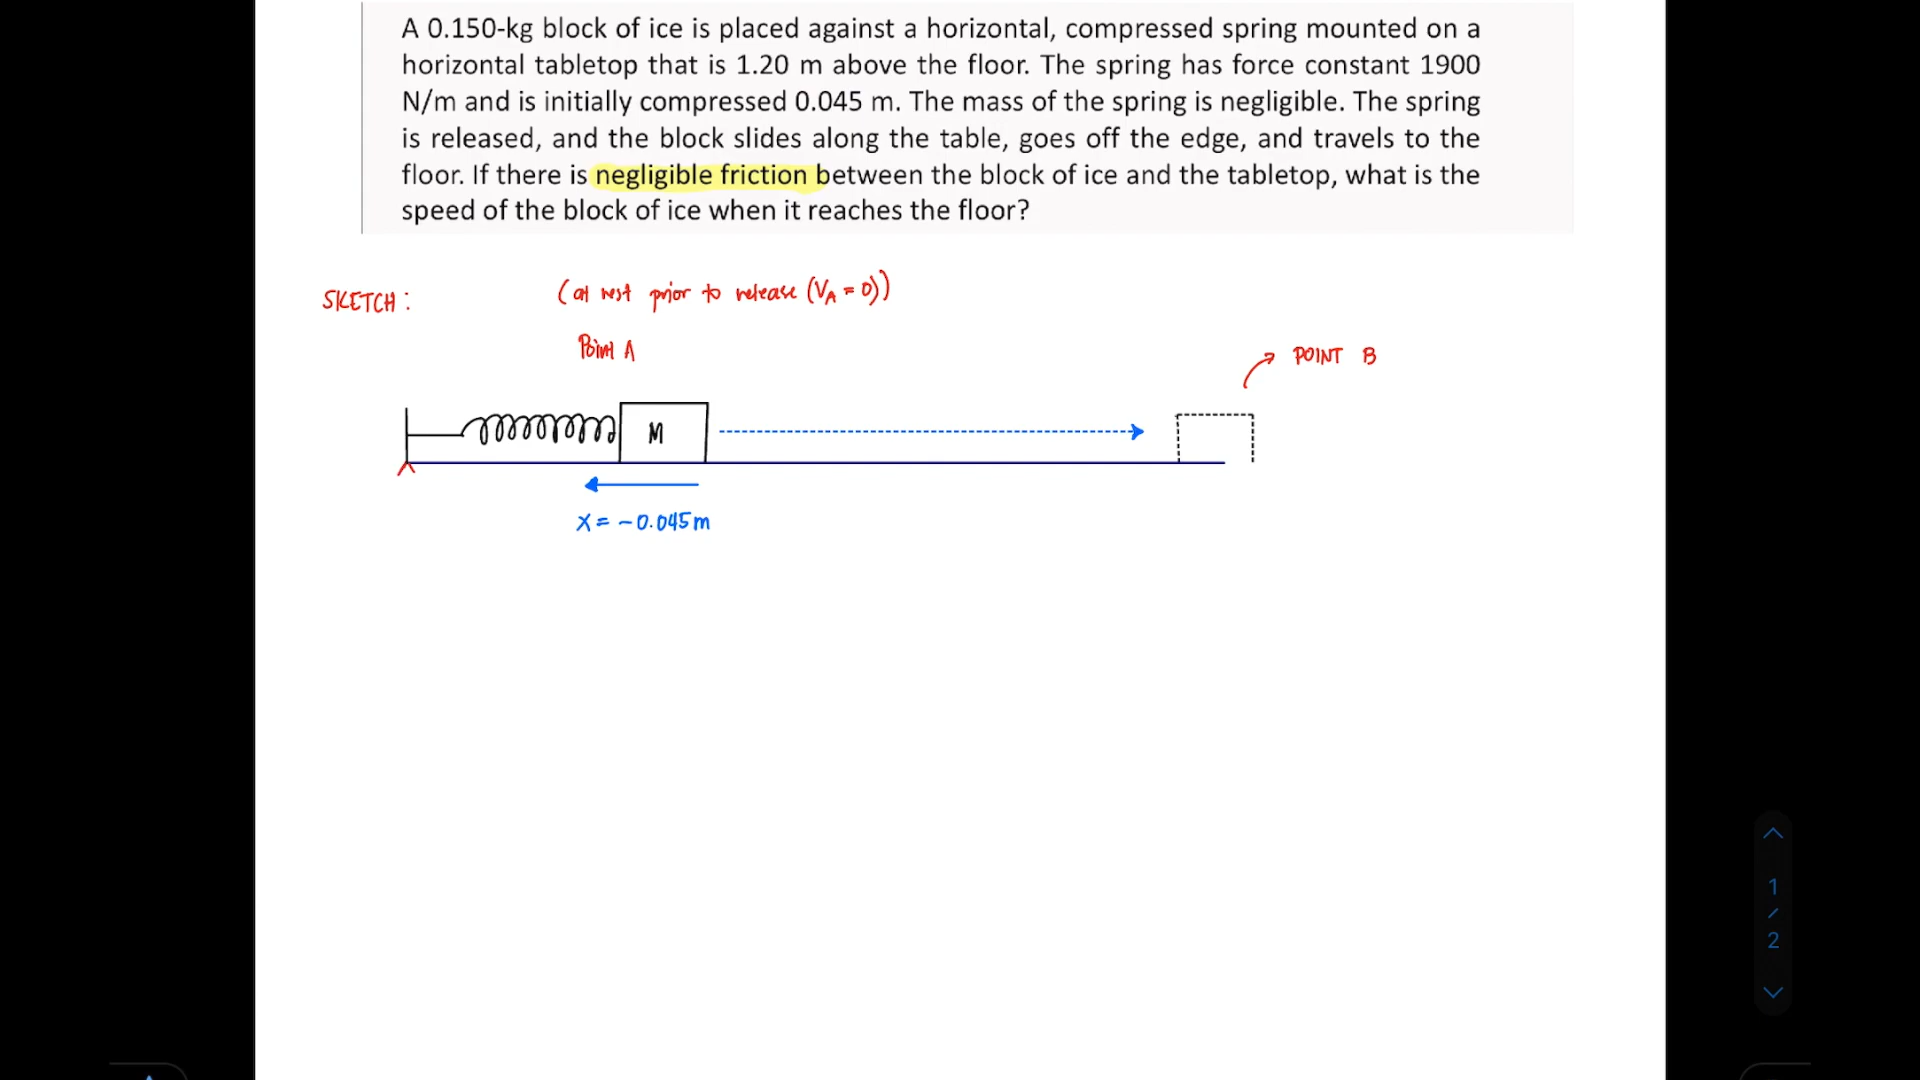 A 0.150-kg block of ice is placed against a horizontal, compressed spring mounted on a
horizontal tabletop that is 1.20 m above the floor. The spring has force constant 1900
N/m and is initially compressed 0.045 m. The mass of the spring is negligible. The spring
is released, and the block slides along the table, goes off the edge, and travels to the
floor. If there is negligible friction between the block of ice and the tabletop, what is the
speed of the block of ice when it reaches the floor?
SKETCH:
(at rest prior to release (VA = 0))
Point A
POINT B
M
X = -0.045m
1
/
2